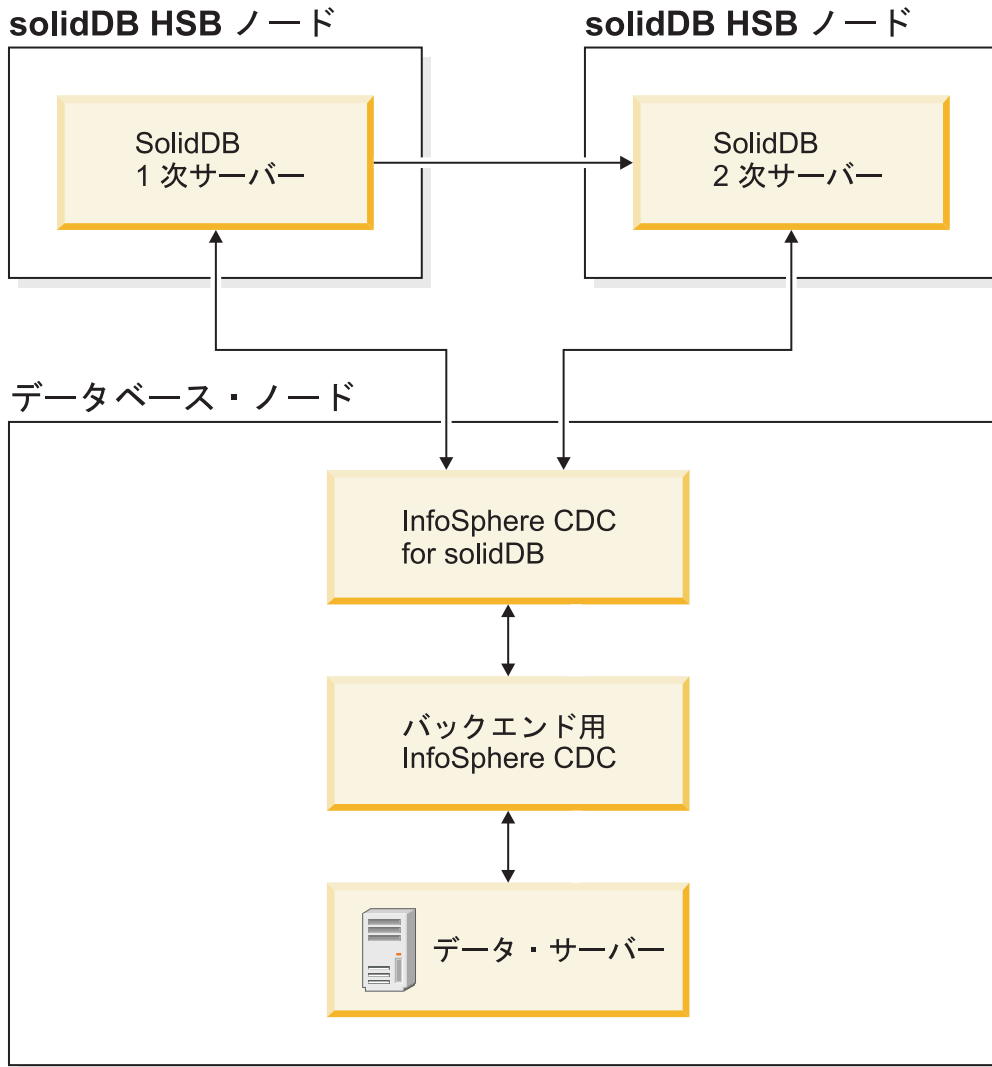 solidDB HSB ノード
solidDB HSB ノード
SolidDB
1 次サーバー
SolidDB
2 次サーバー
データベース・ノード
InfoSphere CDC
for solidDB
バックエンド用
InfoSphere CDC
データ・サーバー